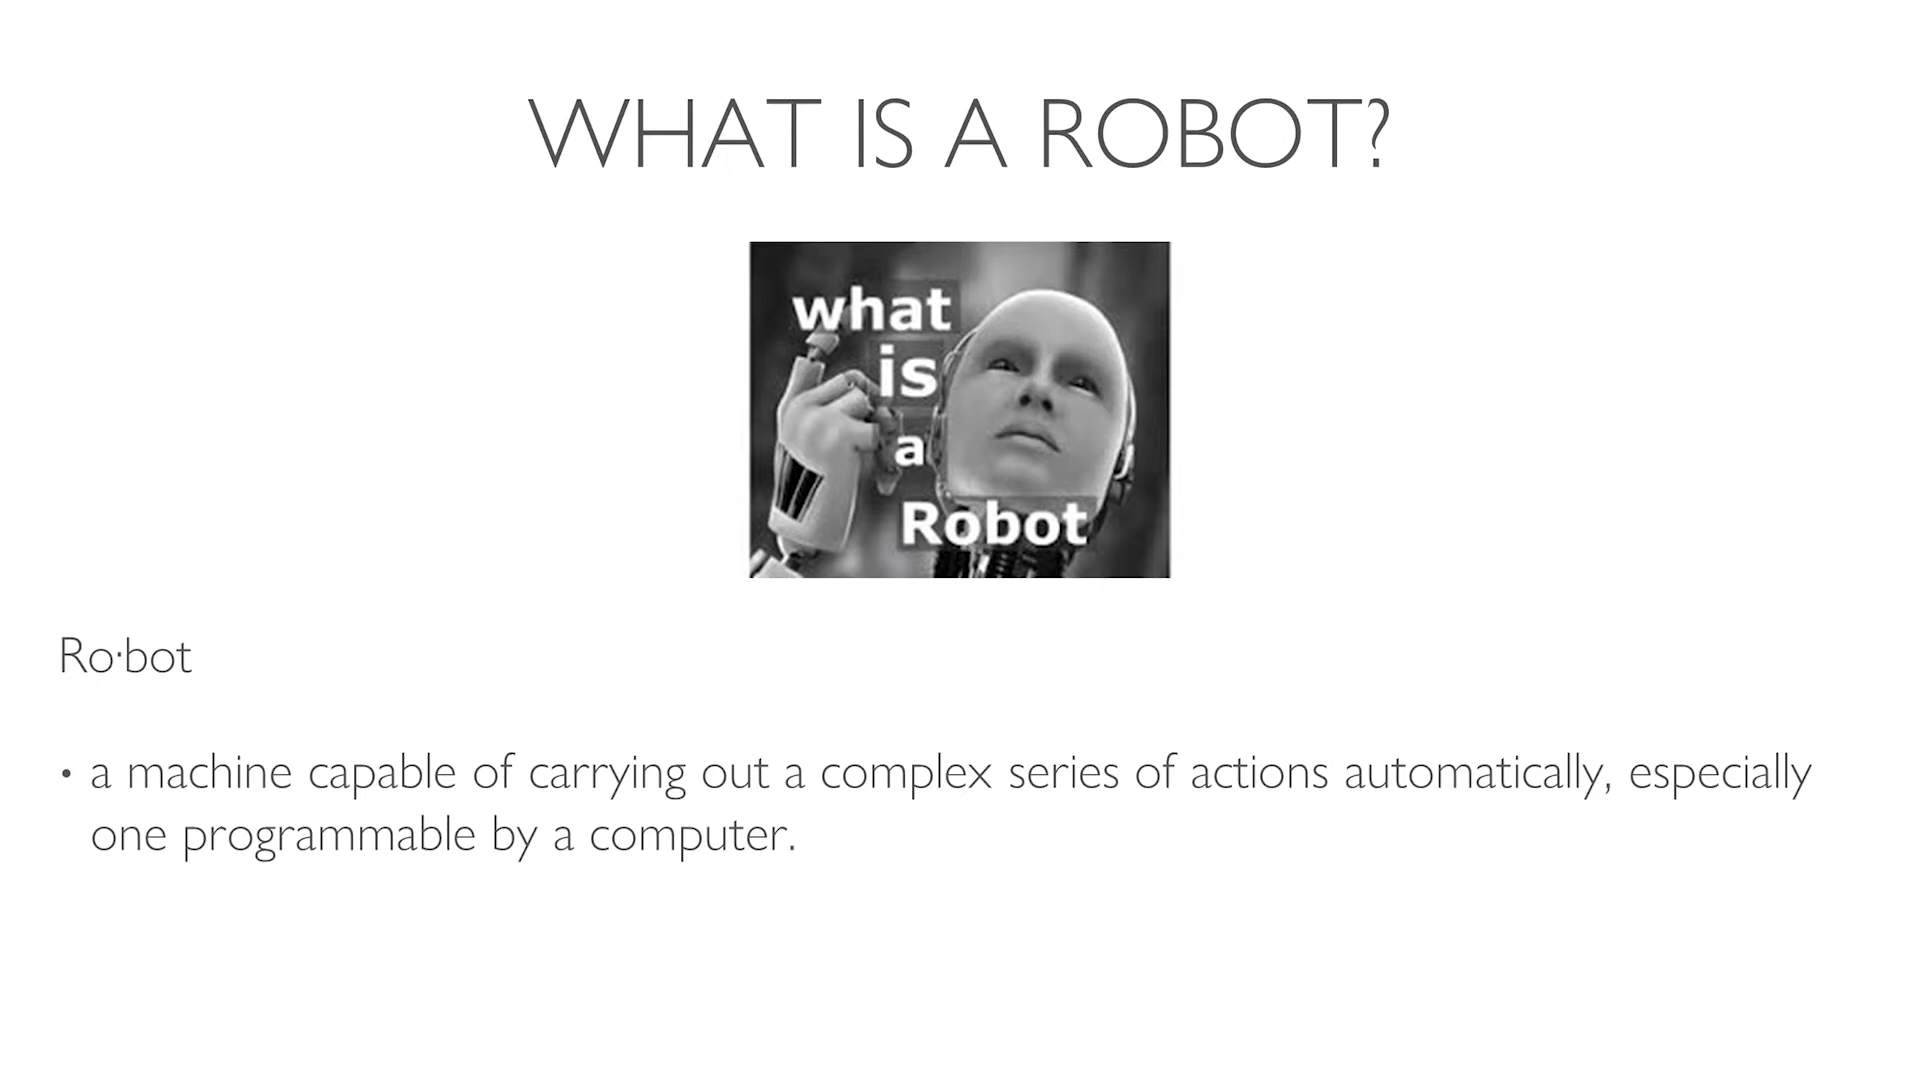 WHAT IS A ROBOT?
what
is
a
Robot
Ro·bot
• a machine capable of carrying out a complex series of actions automatically, especially
one programmable by a computer.